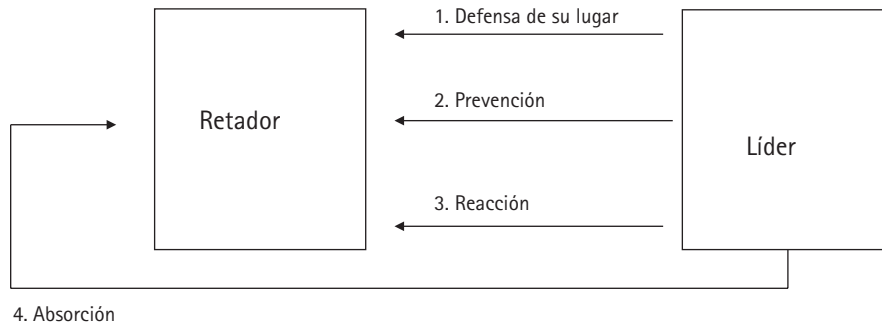 1. Defensa de su lugar
2. Prevención
Retador
Líder
3. Reacción
4. Absorción